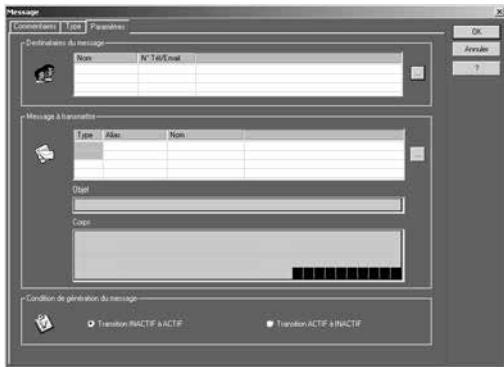 Message
Commentaires Type Paramètres
OK
Annuler
?
Destinataires du message
Nom N° Tél/Email
...
Message à transmettre
Type Alias Nom
...
Objet
Corps
Condition de génération du message
Transition INACTIF à ACTIF Transition ACTIF à INACTIF